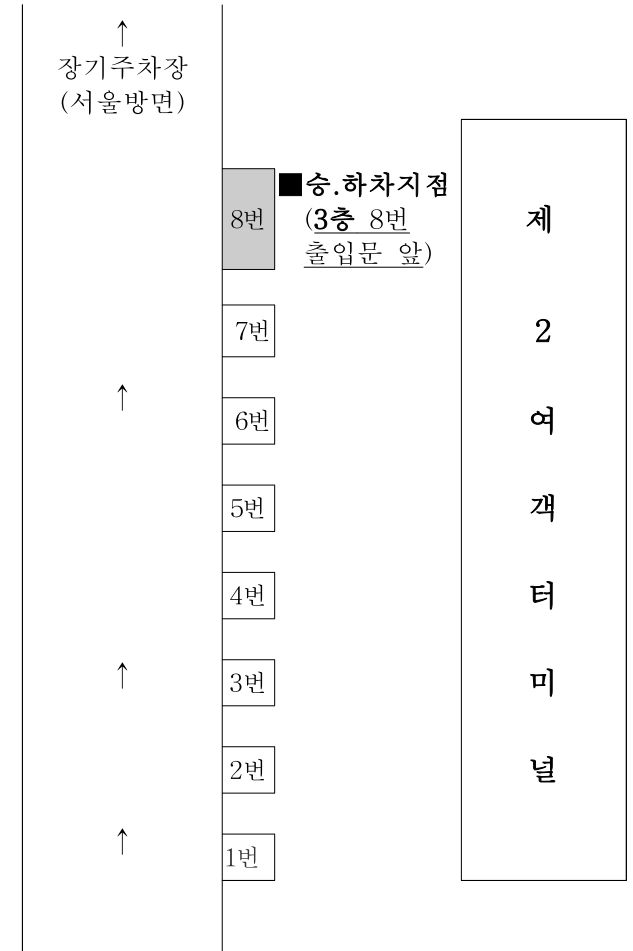 ↑
장기주차장
(서울방면)
■승.하차지점
8번
(3층 8번
출입문 앞)
7번
↑
6번
5번
4번
↑
3번
2번
↑
1번
제
2
여
객
터
미
널